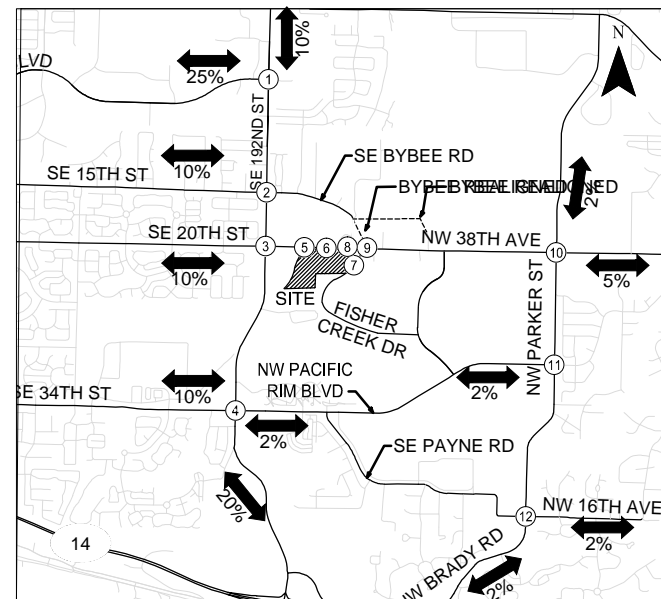 10%
N
LVD
25%
1
SE 192ND ST
10%
SE BYBEE RD
SE 15TH ST
2
2%
SE 20TH ST
3
5
6
8
9
7
NW 38TH AVE
10
10%
5%
SITE
FISHER
CREEK DR
NW PARKER ST
NW PACIFIC
RIM BLVD
11
2%
10%
SE 34TH ST
4
2%
SE PAYNE RD
20%
NW 16TH AVE
12
14
2%
NW BRADY RD
2%